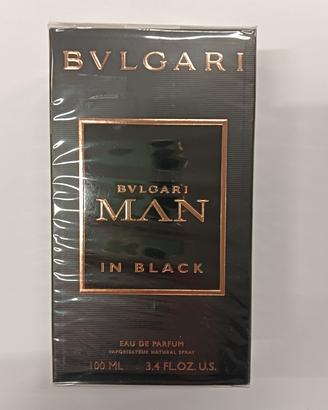 BVLGARI
BVLGARI
MAN
IN BLACK
EAU DE PARFUM
VAPORISATEUR NATURAL SPRAY
100 ML 3.4 FL.OZ. U.S.